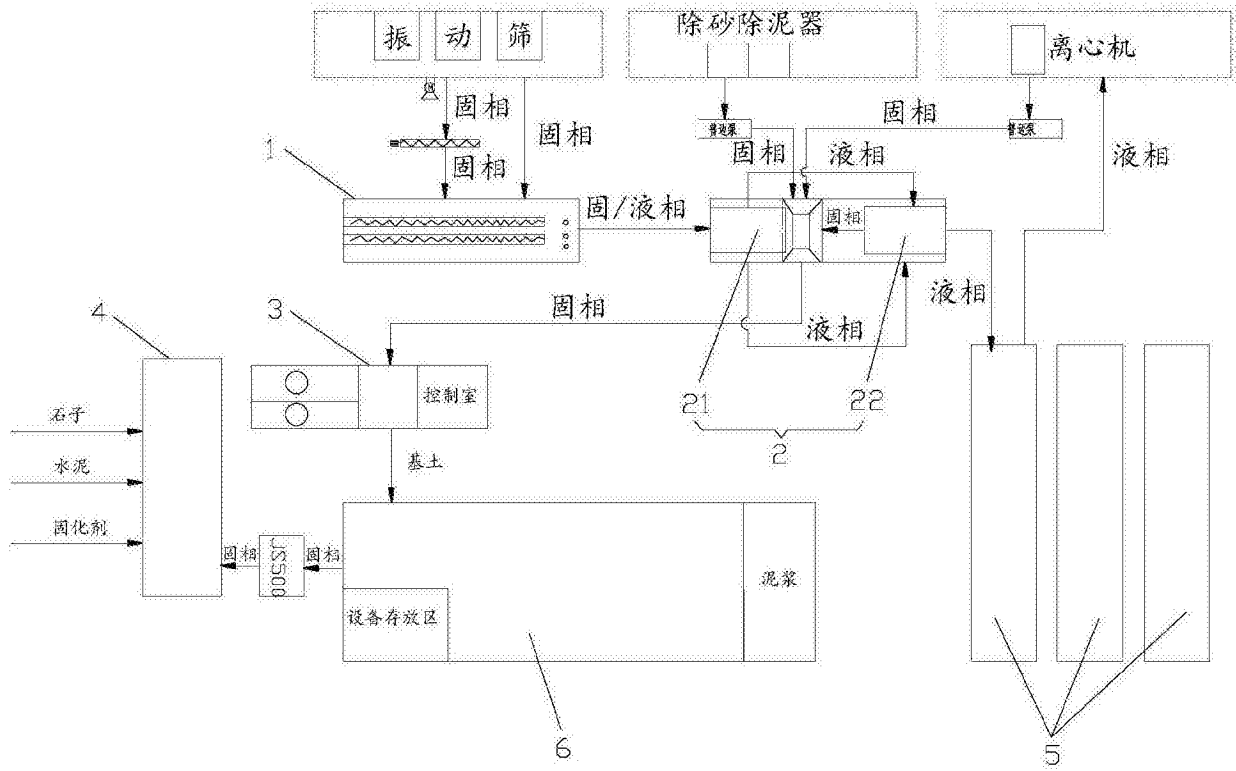 振 动 筛
除砂除泥器
离心机
固相
固相
固相
固相
固相
液相
液相
1
固/液相
固相
21
22
2
液相
固相
液相
4
3
控制室
石子
水泥
固化剂
基土
固相
JS500
固相
设备存放区
泥浆
6
5